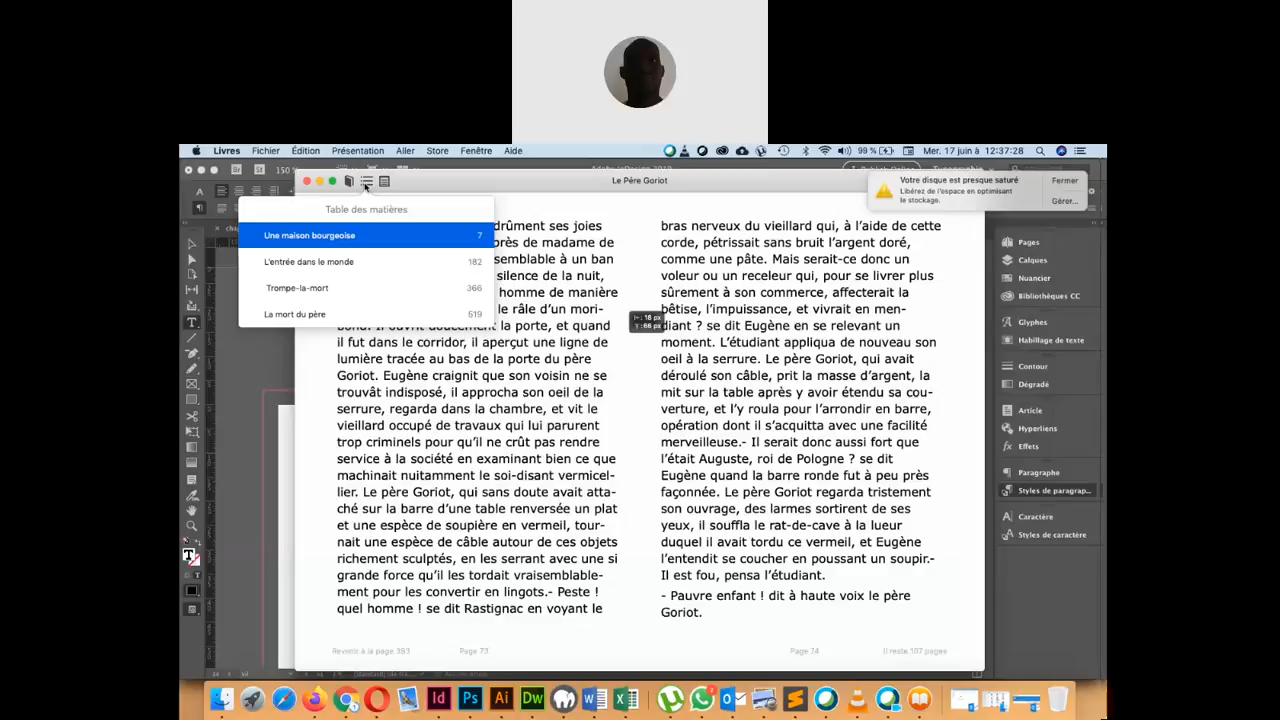 Livres Fichier Édition Présentation Aller Store Fenêtre Aide 99 % Mer. 17 juin à 12:37:28
150
Le Père Goriot
Votre disque est presque saturé
Libérez de l'espace en optimisant
le stockage.
Fermer
Gérer...
Table des matières
Une maison bourgeoise 7
L'entrée dans le monde 182
Trompe-la-mort 366
La mort du père 519
drûment ses joies
rès de madame de
semblable à un ban
silence de la nuit,
homme de manière
le râle d'un mori-
bond. Il ouvrit doucement la porte, et quand
il fut dans le corridor, il aperçut une ligne de
lumière tracée au bas de la porte du père
Goriot. Eugène craignit que son voisin ne se
trouvât indisposé, il approcha son oeil de la
serrure, regarda dans la chambre, et vit le
vieillard occupé de travaux qui lui parurent
trop criminels pour qu'il ne crût pas rendre
service à la société en examinant bien ce que
machinait nuitamment le soi-disant vermicel-
lier. Le père Goriot, qui sans doute avait atta-
ché sur la barre d'une table renversée un plat
et une espèce de soupière en vermeil, tour-
nait une espèce de câble autour de ces objets
richement sculptés, en les serrant avec une si
grande force qu'il les tordait vraisemblable-
ment pour les convertir en lingots.- Peste !
quel homme ! se dit Rastignac en voyant le
bras nerveux du vieillard qui, à l'aide de cette
corde, pétrissait sans bruit l'argent doré,
comme une pâte. Mais serait-ce donc un
voleur ou un receleur qui, pour se livrer plus
sûrement à son commerce, affecterait la
bêtise, l'impuissance, et vivrait en men-
diant ? se dit Eugène en se relevant un
moment. L'étudiant appliqua de nouveau son
oeil à la serrure. Le père Goriot, qui avait
déroulé son câble, prit la masse d'argent, la
mit sur la table après y avoir étendu sa cou-
verture, et l'y roula pour l'arrondir en barre,
opération dont il s'acquitta avec une facilité
merveilleuse.- Il serait donc aussi fort que
l'était Auguste, roi de Pologne ? se dit
Eugène quand la barre ronde fut à peu près
façonnée. Le père Goriot regarda tristement
son ouvrage, des larmes sortirent de ses
yeux, il souffla le rat-de-cave à la lueur
duquel il avait tordu ce vermeil, et Eugène
l'entendit se coucher en poussant un soupir.-
Il est fou, pensa l'étudiant.
- Pauvre enfant ! dit à haute voix le père
Goriot.
18 px
66 px
Revenir à la page 393 Page 73 Page 74 Il reste 107 pages
Pages
Calques
Nuancier
Bibliothèques CC
Glyphes
Habillage de texte
Contour
Dégradé
Article
Hyperliens
Effets
Paragraphe
Styles de paragrap...
Caractère
Styles de caractère
Id Ps Ai Dw